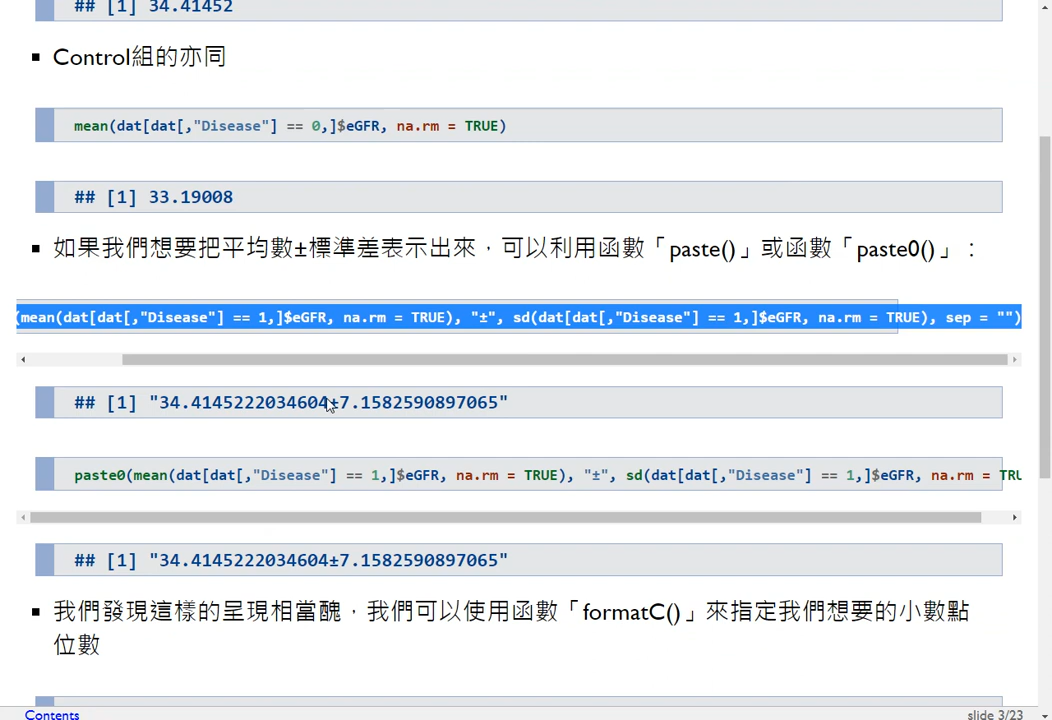 ## [1] 34.41452
▪ Control組的亦同
mean(dat[dat[,"Disease"] == 0,]$eGFR, na.rm = TRUE)
## [1] 33.19008
▪ 如果我們想要把平均數±標準差表示出來，可以利用函數「paste()」或函數「paste0()」：
(mean(dat[dat[,"Disease"] == 1,]$eGFR, na.rm = TRUE), "±", sd(dat[dat[,"Disease"] == 1,]$eGFR, na.rm = TRUE), sep = "")
## [1] "34.4145222034604±7.1582590897065"
paste0(mean(dat[dat[,"Disease"] == 1,]$eGFR, na.rm = TRUE), "±", sd(dat[dat[,"Disease"] == 1,]$eGFR, na.rm = TRU
## [1] "34.4145222034604±7.1582590897065"
▪ 我們發現這樣的呈現相當醜，我們可以使用函數「formatC()」來指定我們想要的小數點
位數
Contents
slide 3/23